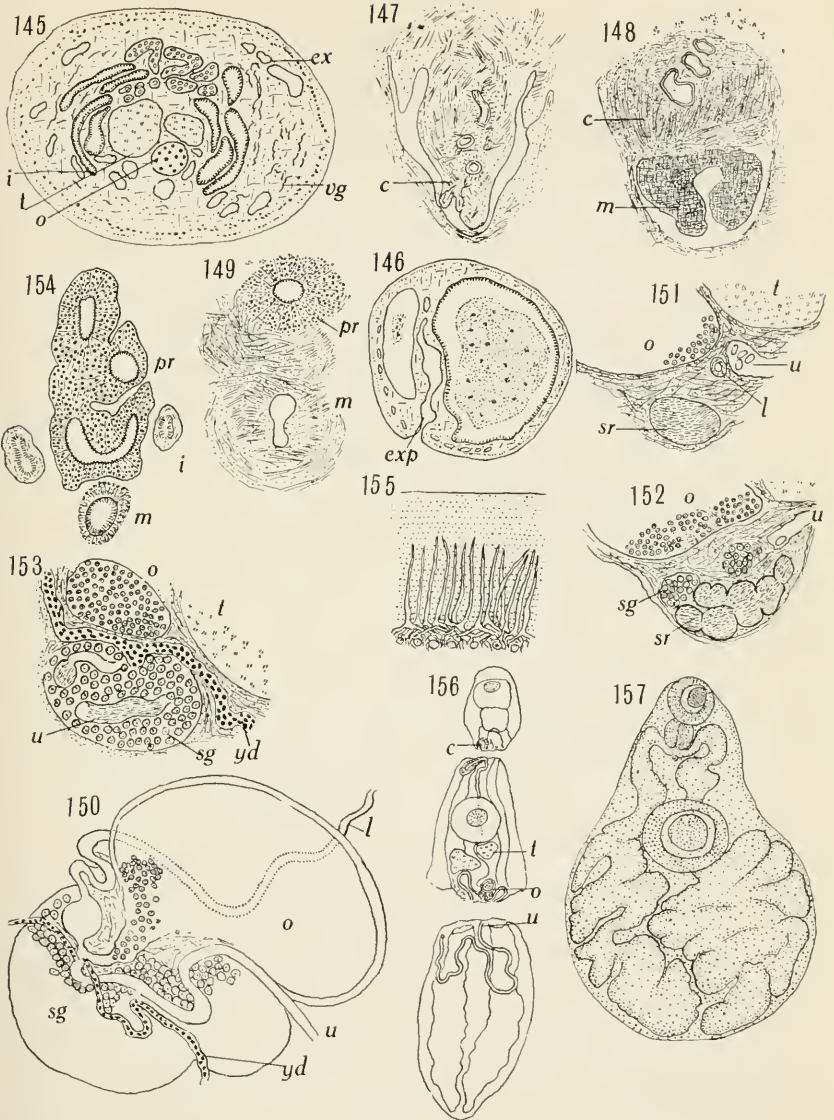 145
ex
i
t
o
vg
147
c
148
c
m
154
pr
i
m
149
pr
m
146
exp
151
t
o
u
l
sr
155
152
o
u
sg
sr
153
o
t
u
sg
yd
156
c
t
o
u
157
150
l
o
sg
u
yd